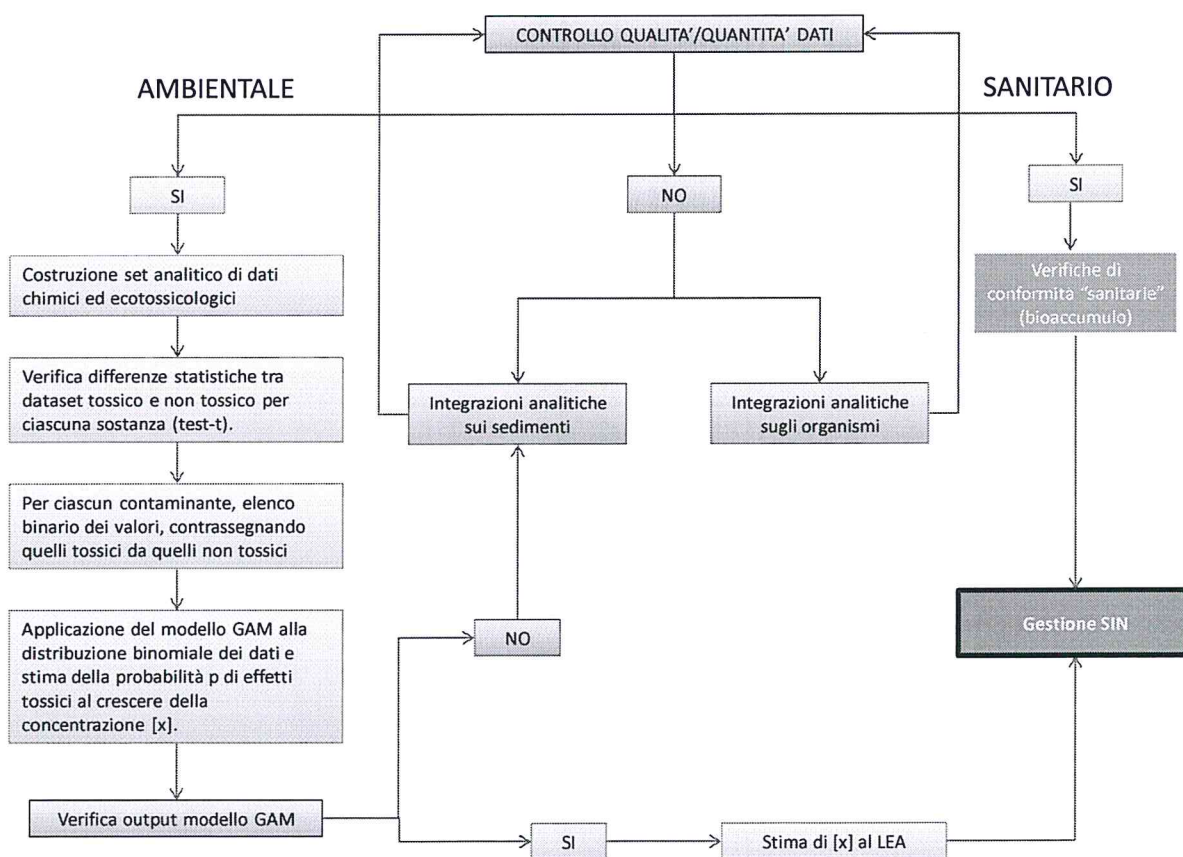 CONTROLLO QUALITA’/QUANTITA’ DATI
AMBIENTALE
SANITARIO
SI
NO
SI
Costruzione set analitico di dati
chimici ed ecotossicologici
Verifiche di
conformità “sanitarie”
(bioaccumulo)
Verifica differenze statistiche tra
dataset tossico e non tossico per
ciascuna sostanza (test-t).
Integrazioni analitiche
sui sedimenti
Integrazioni analitiche
sugli organismi
Per ciascun contaminante, elenco
binario dei valori, contrassegnando
quelli tossici da quelli non tossici
Applicazione del modello GAM alla
distribuzione binomiale dei dati e
stima della probabilità p di effetti
tossici al crescere della
concentrazione [x].
NO
Gestione SIN
Verifica output modello GAM
SI
Stima di [x] al LEA